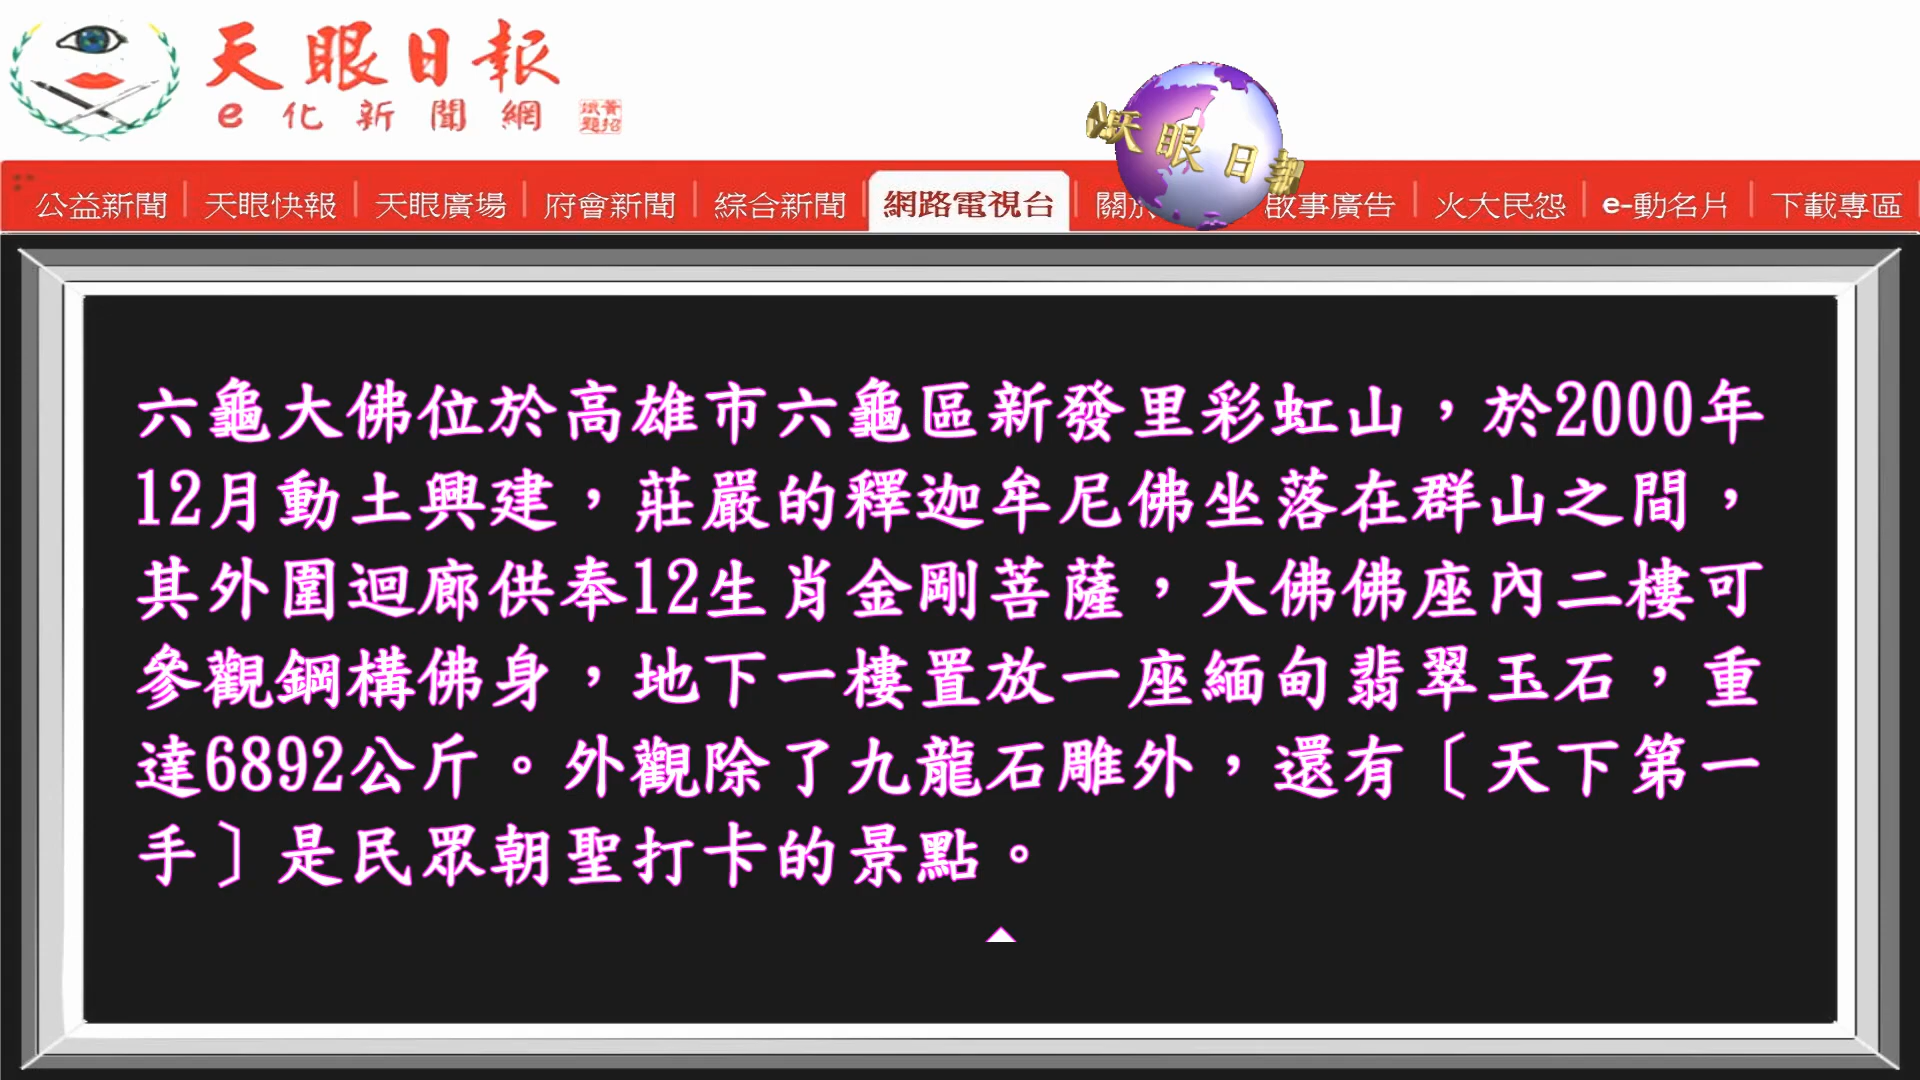 天眼日報
e化新聞網
天眼日報
公益新聞
天眼快報
天眼廣場
府會新聞
綜合新聞
網路電視台
啟事廣告
火大民怨
e-動名片
下載專區
六龜大佛位於高雄市六龜區新發里彩虹山，於2000年
12月動土興建，莊嚴的釋迦牟尼佛坐落在群山之間，
其外圍迴廊供奉12生肖金剛菩薩，大佛佛座內二樓可
參觀鋼構佛身，地下一樓置放一座緬甸翡翠玉石，重
達6892公斤。外觀除了九龍石雕外，還有〔天下第一
手〕是民眾朝聖打卡的景點。